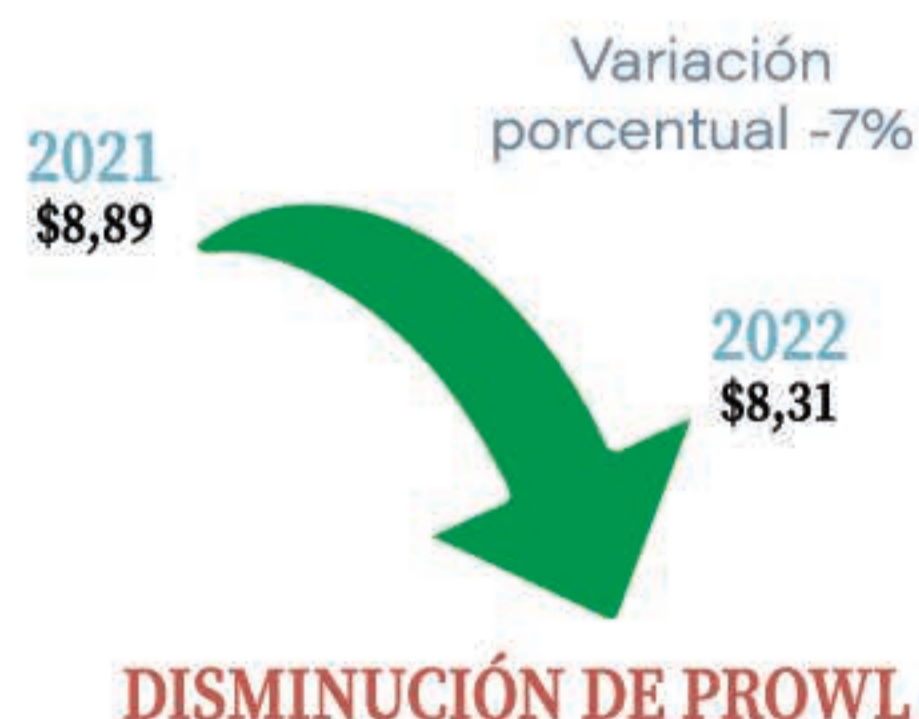 Variación
porcentual -7%
2021
$8,89
2022
$8,31
DISMINUCIÓN DE PROWL